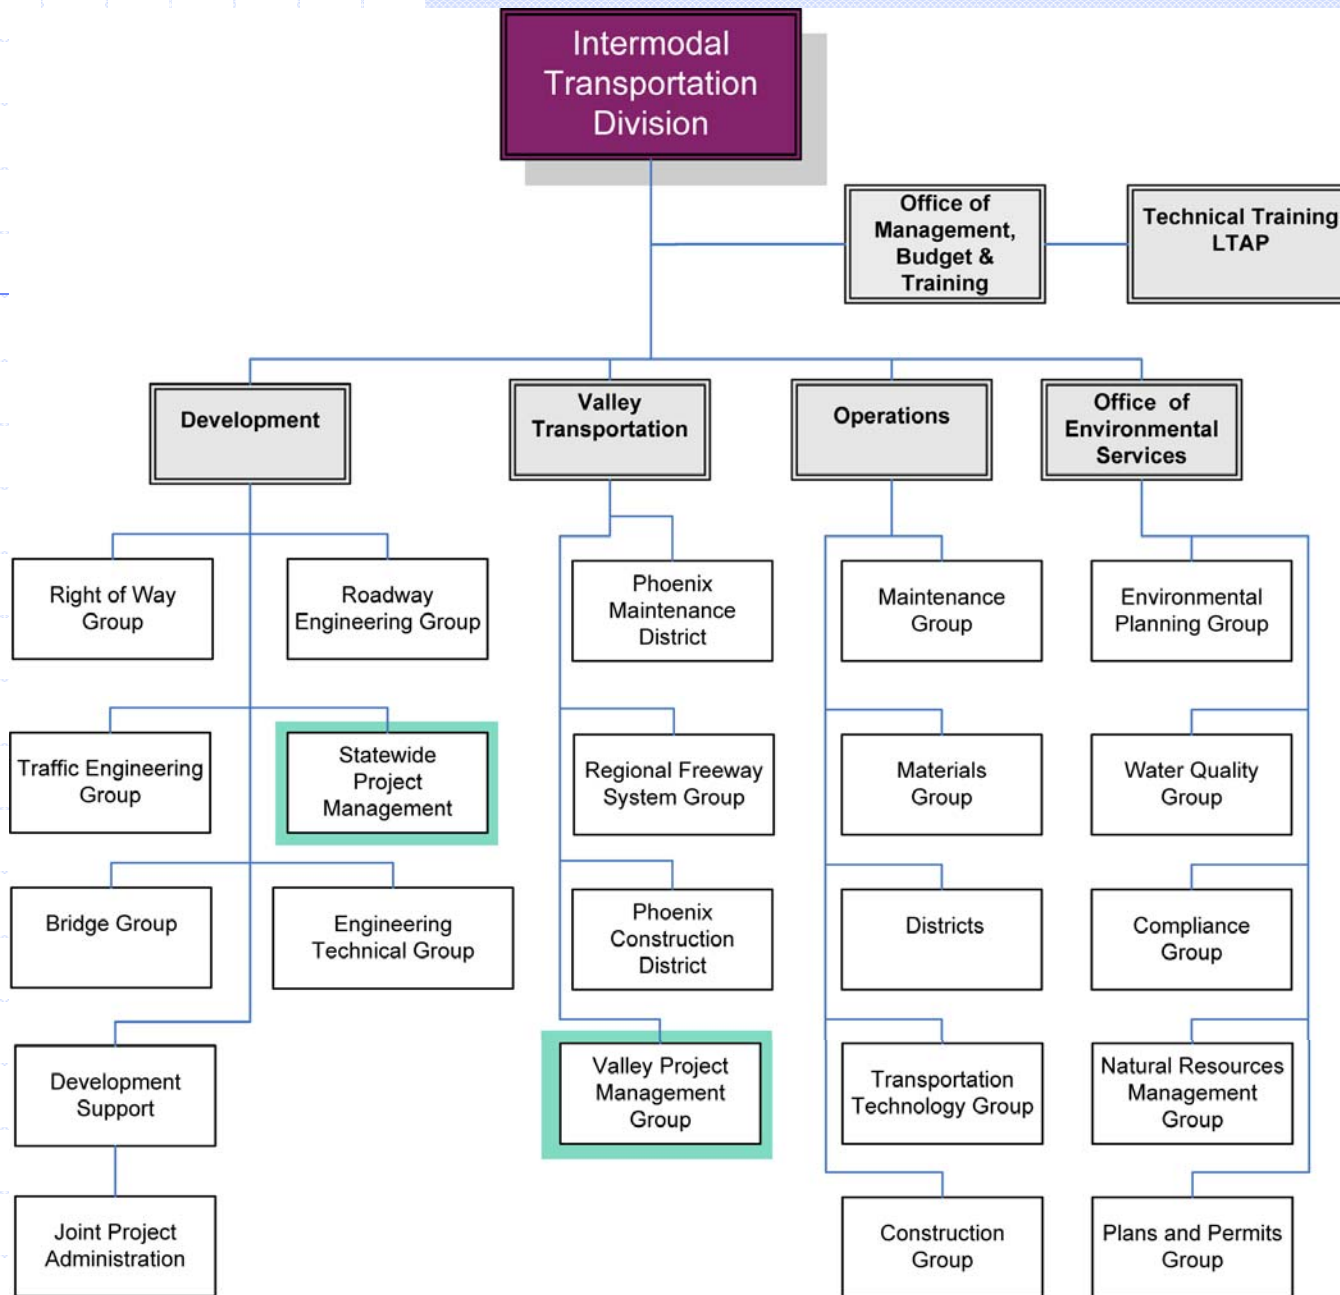 Intermodal
Transportation
Division
Office of
Management,
Budget &
Training
Technical Training
LTAP
Development
Valley
Transportation
Operations
Office of
Environmental
Services
Right of Way
Group
Roadway
Engineering Group
Phoenix
Maintenance
District
Maintenance
Group
Environmental
Planning Group
Traffic Engineering
Group
Statewide
Project
Management
Regional Freeway
System Group
Materials
Group
Water Quality
Group
Bridge Group
Engineering
Technical Group
Phoenix
Construction
District
Districts
Compliance
Group
Development
Support
Valley Project
Management
Group
Transportation
Technology Group
Natural Resources
Management
Group
Joint Project
Administration
Construction
Group
Plans and Permits
Group